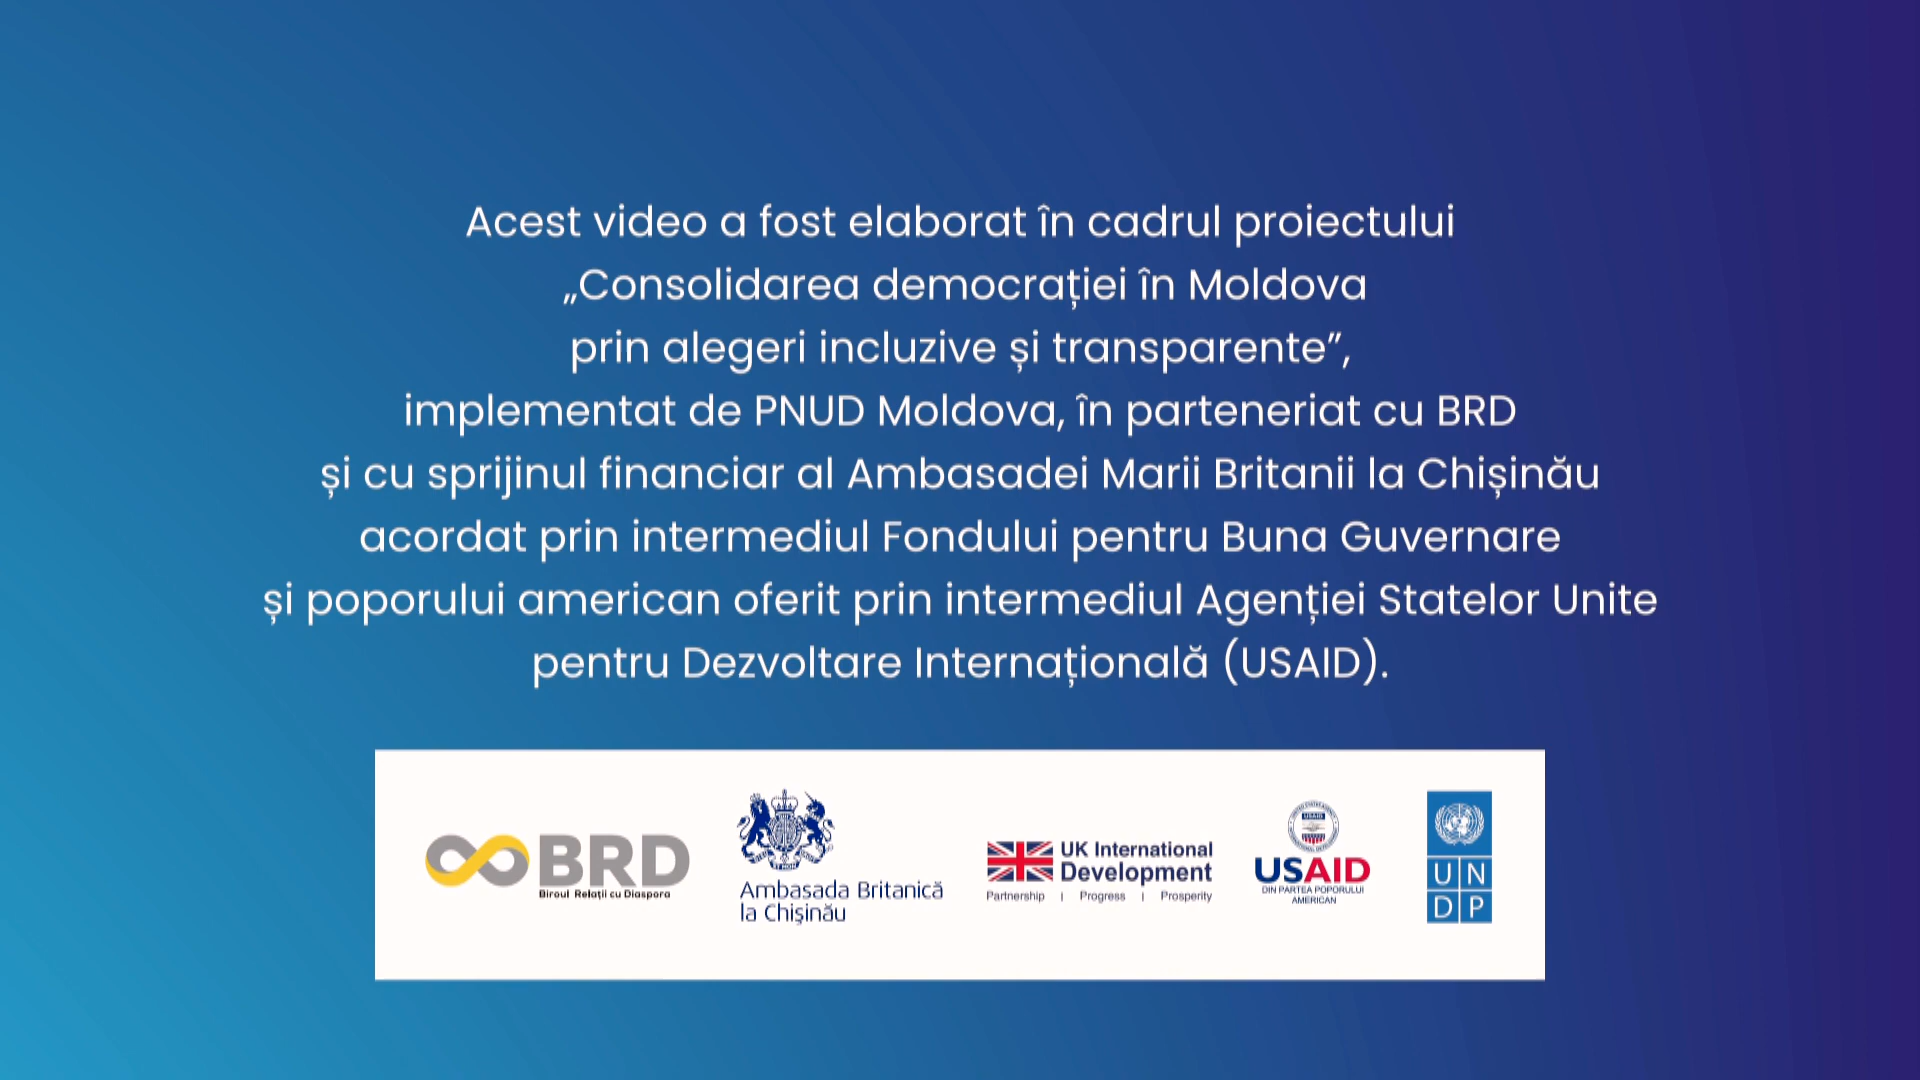 Acest video a fost elaborat în cadrul proiectului
„Consolidarea democrației în Moldova
prin alegeri incluzive și transparente”,
implementat de PNUD Moldova, în parteneriat cu BRD
și cu sprijinul financiar al Ambasadei Marii Britanii la Chișinău
acordat prin intermediul Fondului pentru Buna Guvernare
și poporului american oferit prin intermediul Agenției Statelor Unite
pentru Dezvoltare Internațională (USAID).
BRD
Biroul Relații cu Diaspora
Ambasada Britanică
la Chișinău
UK International
Development
Partnership | Progress | Prosperity
USAID
USAID
DIN PARTEA POPORULUI
AMERICAN
UN
DP